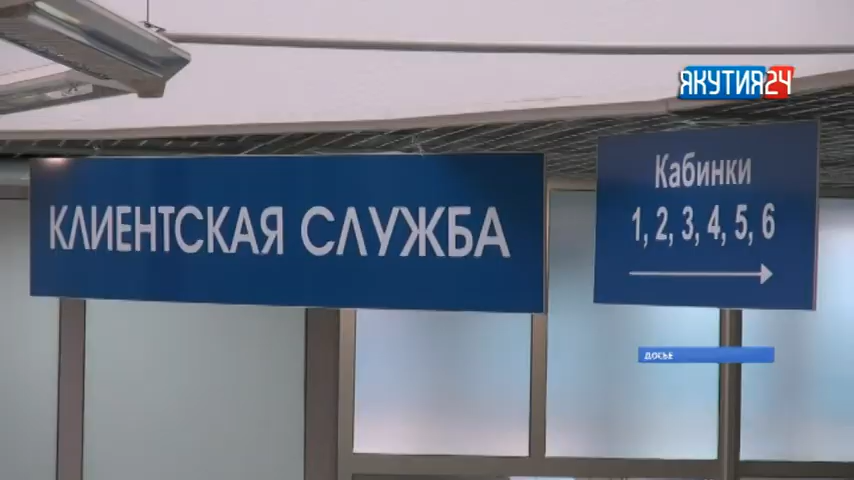 ЯКУТИЯ24
КЛИЕНТСКАЯ СЛУЖБА
Кабинки
1, 2, 3, 4, 5, 6
ДОСЬЕ